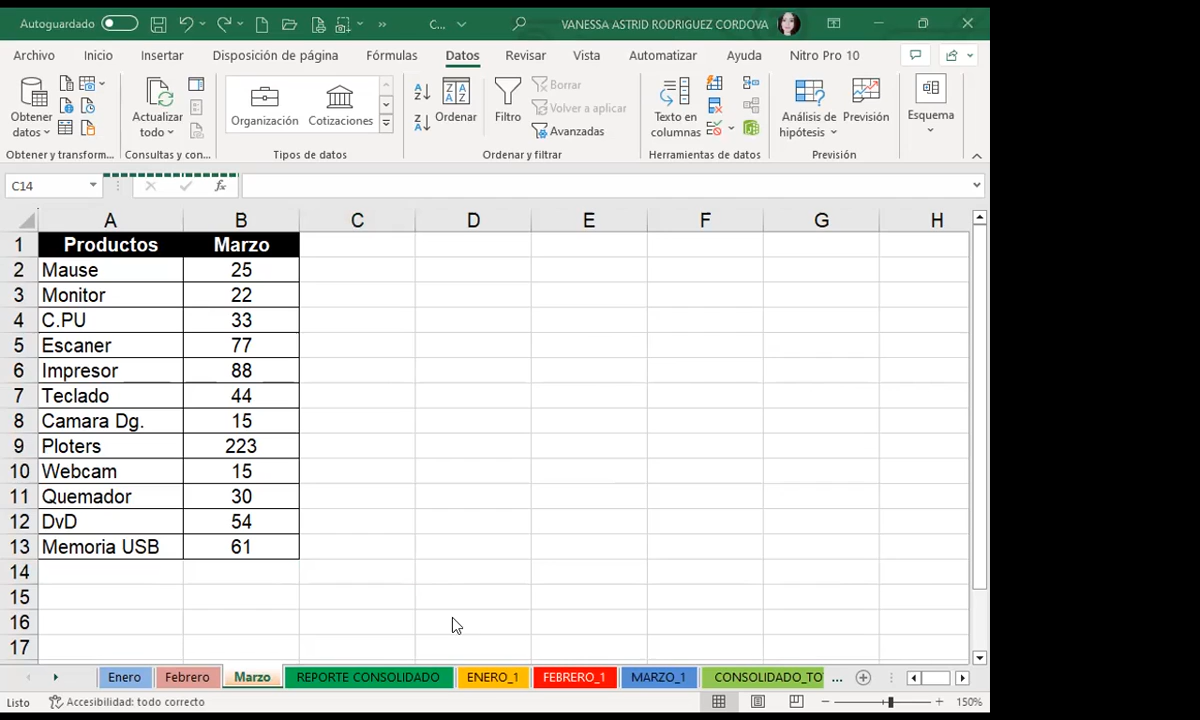 Autoguardado C... VANESSA ASTRID RODRIGUEZ CORDOVA
Archivo Inicio Insertar Disposición de página Fórmulas Datos Revisar Vista Automatizar Ayuda Nitro Pro 10
Obtener datos
Actualizar todo
Organización Cotizaciones
Ordenar
Filtro
Borrar
Volver a aplicar
Avanzadas
Texto en columnas
Análisis de hipótesis
Previsión
Esquema
Obtener y transform... Consultas y con... Tipos de datos Ordenar y filtrar Herramientas de datos Previsión
C14 fx
A B C D E F G H
1 Productos Marzo
2 Mause 25
3 Monitor 22
4 C.PU 33
5 Escaner 77
6 Impresor 88
7 Teclado 44
8 Camara Dg. 15
9 Ploters 223
10 Webcam 15
11 Quemador 30
12 DvD 54
13 Memoria USB 61
14
15
16
17
Enero Febrero Marzo REPORTE CONSOLIDADO ENERO_1 FEBRERO_1 MARZO_1 CONSOLIDADO_TO ...
Listo Accesibilidad: todo correcto 150%